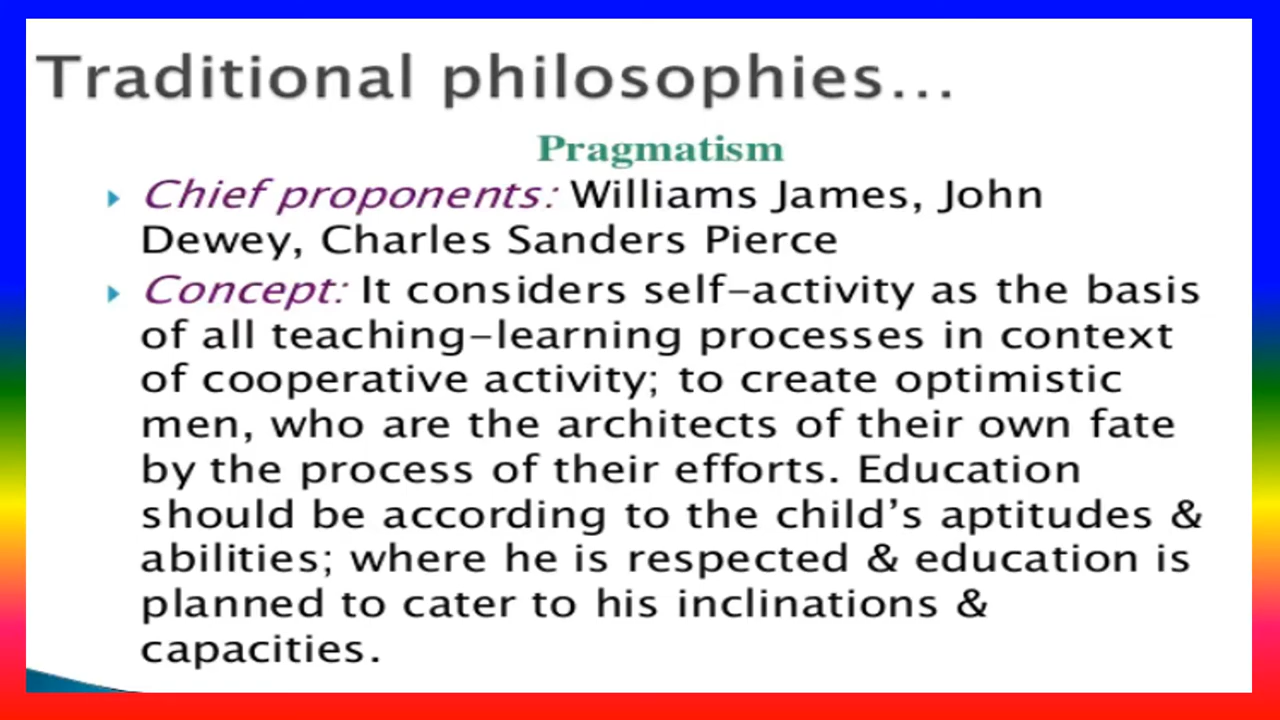 Traditional philosophies...
Pragmatism
Chief proponents: Williams James, John
Dewey, Charles Sanders Pierce
Concept: It considers self-activity as the basis
of all teaching-learning processes in context
of cooperative activity; to create optimistic
men, who are the architects of their own fate
by the process of their efforts. Education
should be according to the child's aptitudes &
abilities; where he is respected & education is
planned to cater to his inclinations &
capacities.